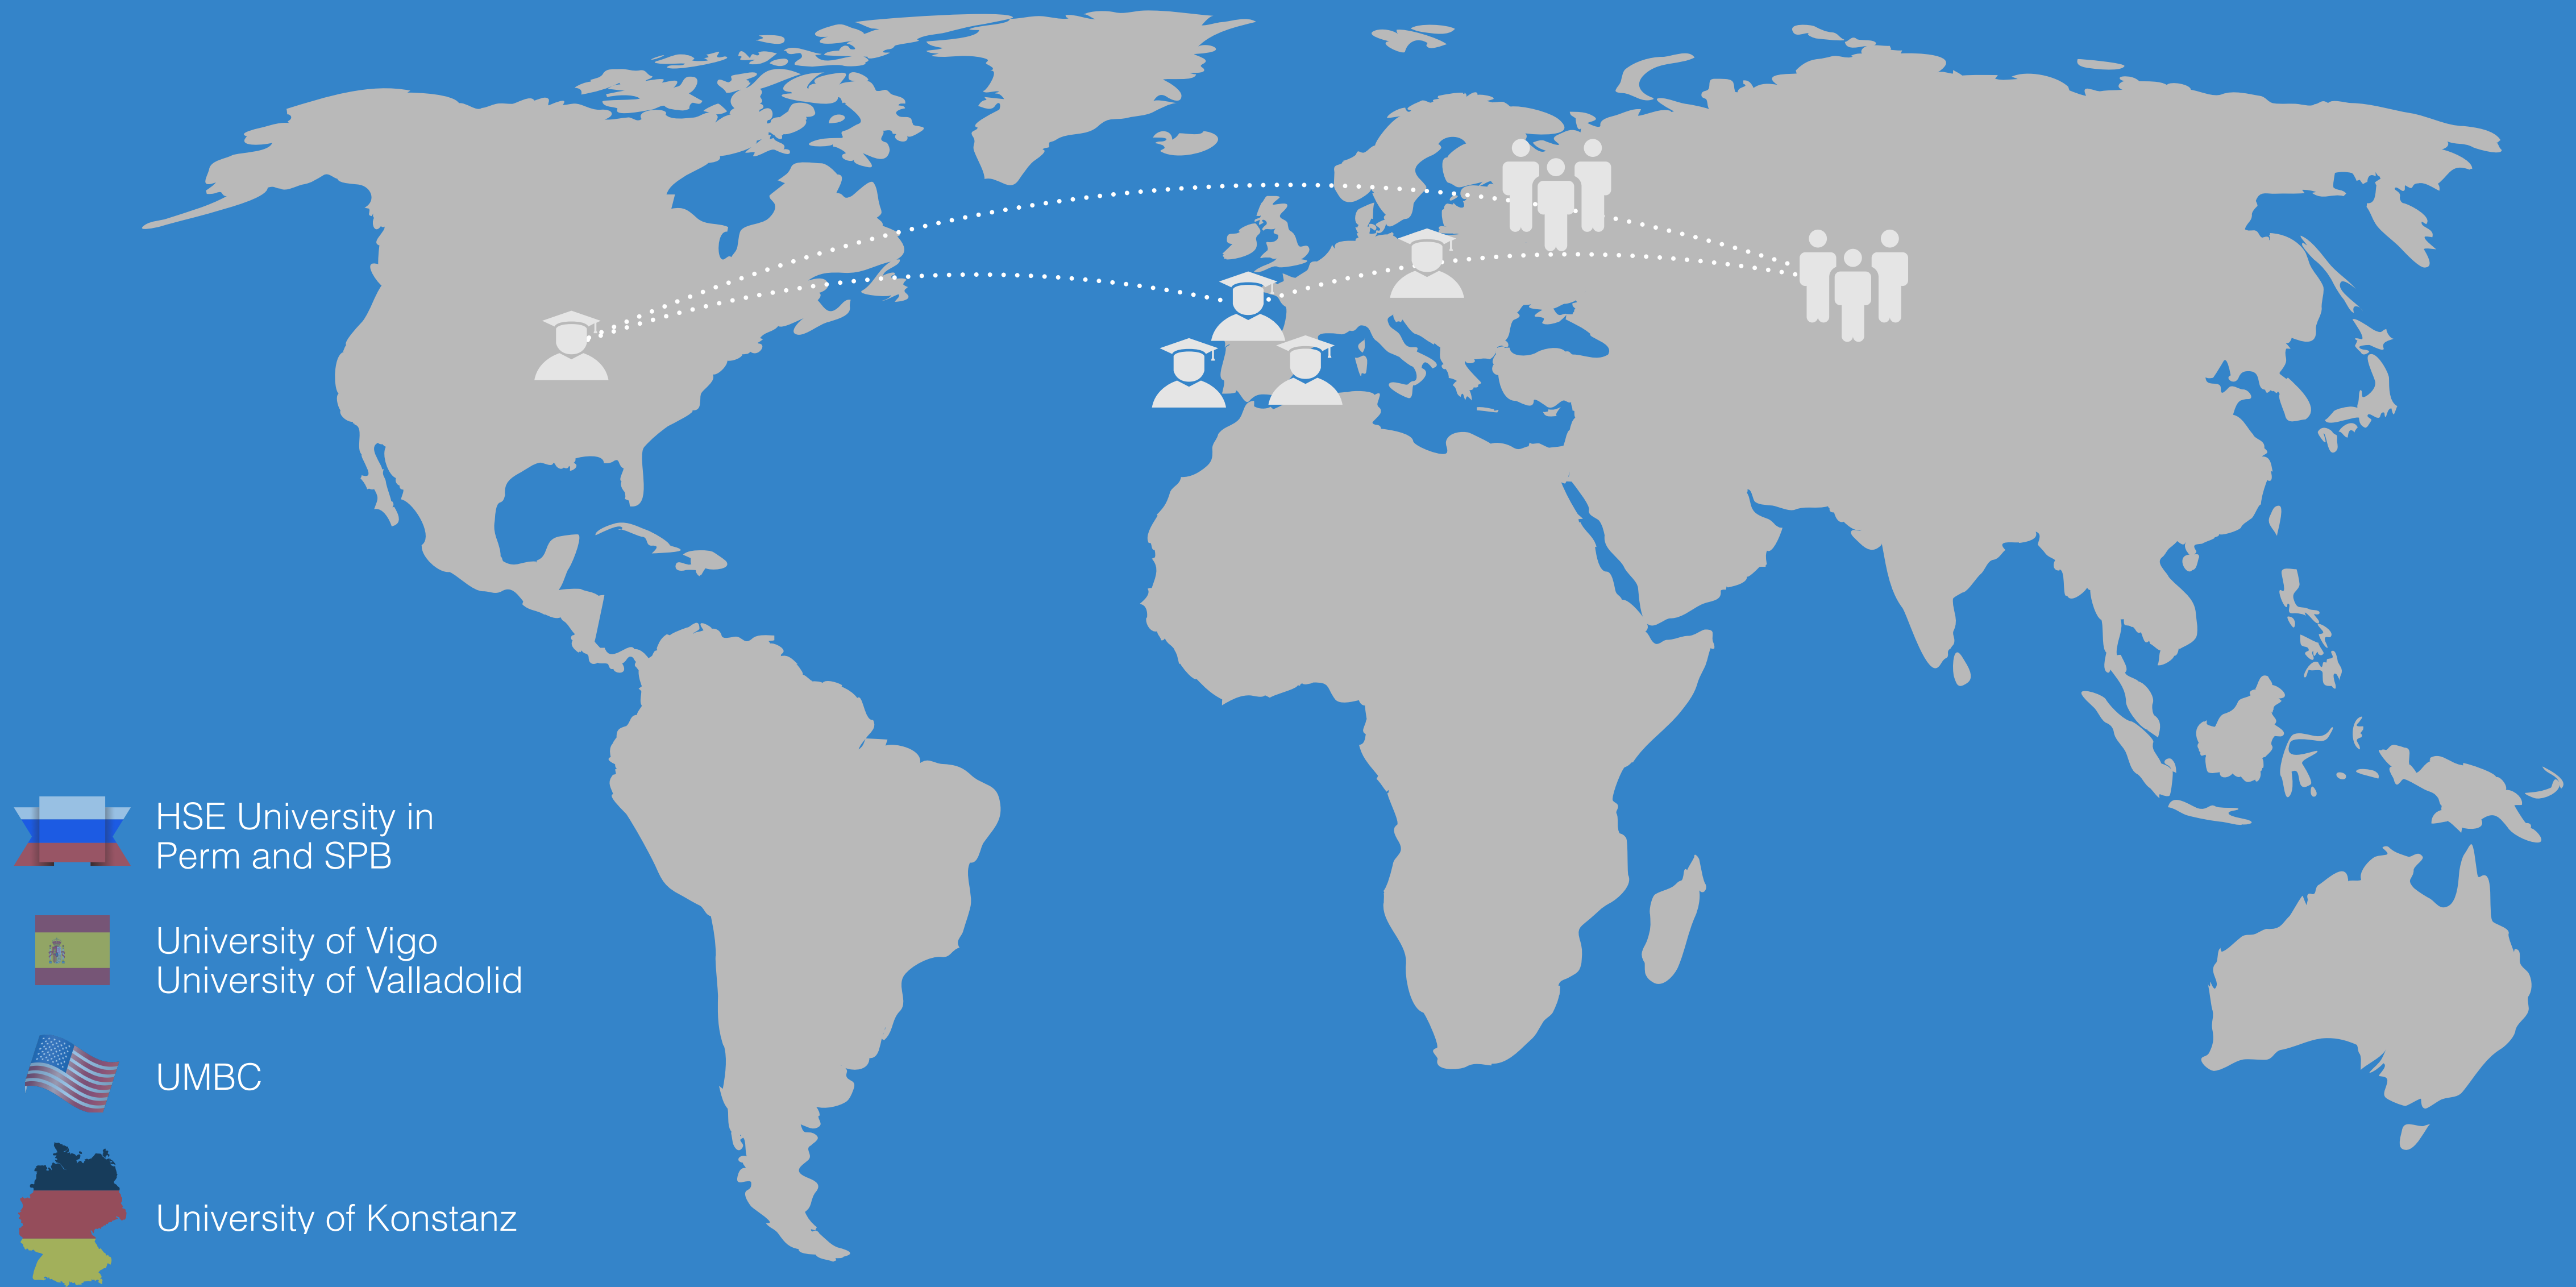 HSE University in
Perm and SPB
University of Vigo
University of Valladolid
UMBC
University of Konstanz